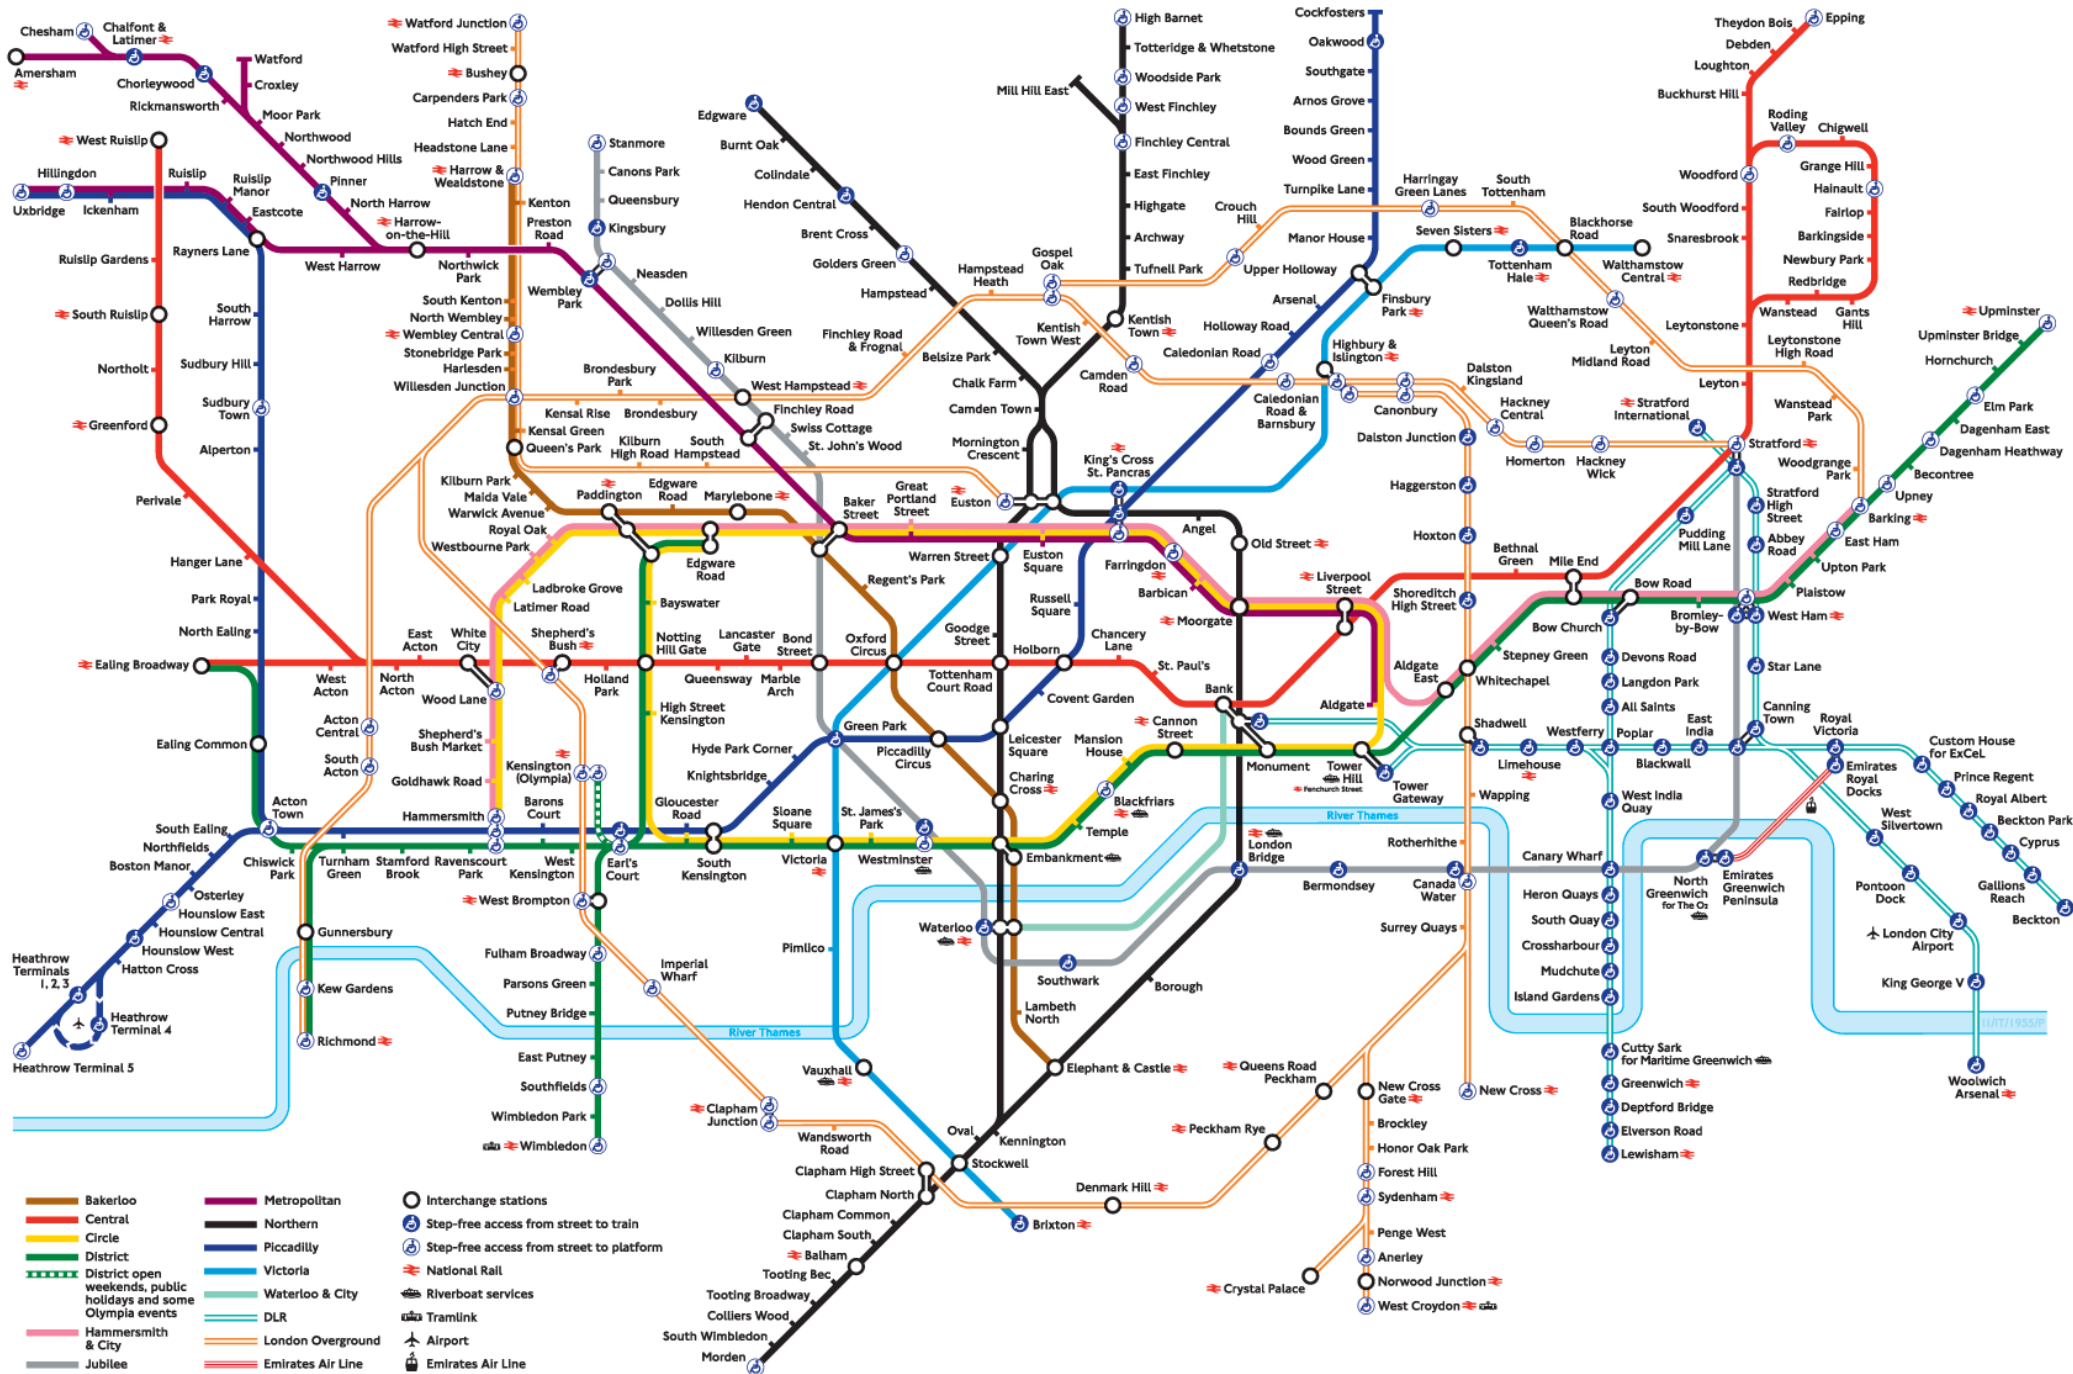 Chesham
Chalfont &
Latimer
Amersham
Chorleywood
Rickmansworth
Watford
Croxley
Moor Park
Northwood
Northwood Hills
Pinner
North Harrow
Harrow-
on-the-Hill
West Ruislip
Hillingdon
Uxbridge
Ickenham
Ruislip
Ruislip
Manor
Eastcote
Rayners Lane
West Harrow
Northwick
Park
Preston
Road
Wembley
Park
Ruislip Gardens
South Ruislip
Northolt
Greenford
Perivale
Hanger Lane
South
Harrow
Sudbury Hill
Sudbury
Town
Alperton
Park Royal
North Ealing
Ealing Broadway
Ealing Common
West
Acton
North
Acton
East
Acton
White
City
Wood Lane
Shepherd's
Bush
Holland
Park
Watford Junction
Watford High Street
Bushey
Carpenders Park
Hatch End
Headstone Lane
Harrow &
Wealdstone
Kenton
South Kenton
North Wembley
Wembley Central
Stonebridge Park
Harlesden
Willesden Junction
Kensal Green
Queen's Park
Kilburn Park
Maida Vale
Warwick Avenue
Royal Oak
Westbourne Park
Ladbroke Grove
Latimer Road
Shepherd's
Bush Market
Goldhawk Road
Hammersmith
Stanmore
Canons Park
Queensbury
Kingsbury
Neasden
Dollis Hill
Willesden Green
Kilburn
West Hampstead
Finchley Road
Swiss Cottage
St. John's Wood
Brondesbury
Park
Kensal Rise
Brondesbury
Kilburn
High Road
South
Hampstead
Finchley Road
& Frognal
Hampstead
Heath
Gospel
Oak
Paddington
Edgware
Road
Marylebone
Baker
Street
Great
Portland
Street
Edgware
Road
Bayswater
Notting
Hill Gate
Lancaster
Gate
Bond
Street
Oxford
Circus
Queensway
Marble
Arch
High Street
Kensington
Edgware
Burnt Oak
Colindale
Hendon Central
Brent Cross
Golders Green
Hampstead
Belsize Park
Chalk Farm
Camden Town
Mornington
Crescent
Euston
High Barnet
Totteridge & Whetstone
Woodside Park
Mill Hill East
West Finchley
Finchley Central
East Finchley
Highgate
Archway
Tufnell Park
Kentish
Town
Kentish
Town West
Camden
Road
King's Cross
St. Pancras
Angel
Old Street
Warren Street
Euston
Square
Regent's Park
Russell
Square
Goodge
Street
Tottenham
Court Road
Holborn
Chancery
Lane
St. Paul's
Covent Garden
Leicester
Square
Piccadilly
Circus
Green Park
Hyde Park Corner
Knightsbridge
Charing
Cross
Farringdon
Barbican
Moorgate
Liverpool
Street
Cockfosters
Oakwood
Southgate
Arnos Grove
Bounds Green
Wood Green
Turnpike Lane
Manor House
Finsbury
Park
Arsenal
Holloway Road
Caledonian Road
Crouch
Hill
Upper Holloway
Harringay
Green Lanes
South
Tottenham
Blackhorse
Road
Seven Sisters
Tottenham
Hale
Walthamstow
Central
Walthamstow
Queen's Road
Leyton
Midland Road
Leytonstone
High Road
Wanstead
Park
Woodgrange
Park
Highbury &
Islington
Caledonian
Road &
Barnsbury
Canonbury
Dalston
Kingsland
Dalston Junction
Hackney
Central
Homerton
Hackney
Wick
Haggerston
Hoxton
Shoreditch
High Street
Bethnal
Green
Mile End
Theydon Bois
Epping
Debden
Loughton
Buckhurst Hill
Roding
Valley
Chigwell
Grange Hill
Hainault
Fairlop
Barkingside
Newbury Park
Redbridge
Wanstead
Gants
Hill
Woodford
South Woodford
Snaresbrook
Leytonstone
Leyton
Stratford
Stratford
International
Stratford
High
Street
Pudding
Mill Lane
Abbey
Road
Upminster
Upminster Bridge
Hornchurch
Elm Park
Dagenham East
Dagenham Heathway
Becontree
Upney
Barking
East Ham
Upton Park
Plaistow
West Ham
Bow Road
Bromley-
by-Bow
Bow Church
Devons Road
Langdon Park
All Saints
Star Lane
Stepney Green
Whitechapel
Aldgate
East
Aldgate
Bank
Cannon
Street
Mansion
House
Monument
Tower
Hill
Fenchurch Street
Tower
Gateway
Blackfriars
Temple
Shadwell
Limehouse
Westferry
Poplar
Blackwall
East
India
Canning
Town
Royal
Victoria
Custom House
for ExCeL
Prince Regent
Royal Albert
Beckton Park
Cyprus
Gallions
Reach
Beckton
Emirates
Royal
Docks
West
Silvertown
Pontoon
Dock
London City
Airport
King George V
Woolwich
Arsenal
Emirates
Greenwich
Peninsula
North
Greenwich
for The O2
West India
Quay
Canary Wharf
Heron Quays
South Quay
Crossharbour
Mudchute
Island Gardens
Cutty Sark
for Maritime Greenwich
Greenwich
Deptford Bridge
Elverson Road
Lewisham
Wapping
Rotherhithe
Canada
Water
Surrey Quays
New Cross
New Cross
Gate
Brockley
Honor Oak Park
Forest Hill
Sydenham
Penge West
Anerley
Norwood Junction
West Croydon
Crystal Palace
Queens Road
Peckham
Peckham Rye
Denmark Hill
London
Bridge
Bermondsey
Southwark
Waterloo
Borough
Elephant & Castle
Lambeth
North
Embankment
Westminster
St. James's
Park
Victoria
Sloane
Square
South
Kensington
Gloucester
Road
Earl's
Court
Barons
Court
West
Kensington
Ravenscourt
Park
Stamford
Brook
Turnham
Green
Chiswick
Park
Acton
Town
Acton
Central
South
Acton
Kensington
(Olympia)
West Brompton
Fulham Broadway
Parsons Green
Putney Bridge
East Putney
Southfields
Wimbledon Park
Wimbledon
Imperial
Wharf
Clapham
Junction
Wandsworth
Road
Clapham High Street
Clapham North
Clapham Common
Clapham South
Balham
Tooting Bec
Tooting Broadway
Colliers Wood
South Wimbledon
Morden
Pimlico
Vauxhall
Oval
Kennington
Stockwell
Brixton
South Ealing
Northfields
Boston Manor
Osterley
Hounslow East
Hounslow Central
Hounslow West
Hatton Cross
Heathrow
Terminals
1, 2, 3
Heathrow
Terminal 4
Heathrow Terminal 5
Gunnersbury
Kew Gardens
Richmond
River Thames
River Thames
Bakerloo
Central
Circle
District
District open
weekends, public
holidays and some
Olympia events
Hammersmith
& City
Jubilee
Metropolitan
Northern
Piccadilly
Victoria
Waterloo & City
DLR
London Overground
Emirates Air Line
Interchange stations
Step-free access from street to train
Step-free access from street to platform
National Rail
Riverboat services
Tramlink
Airport
Emirates Air Line